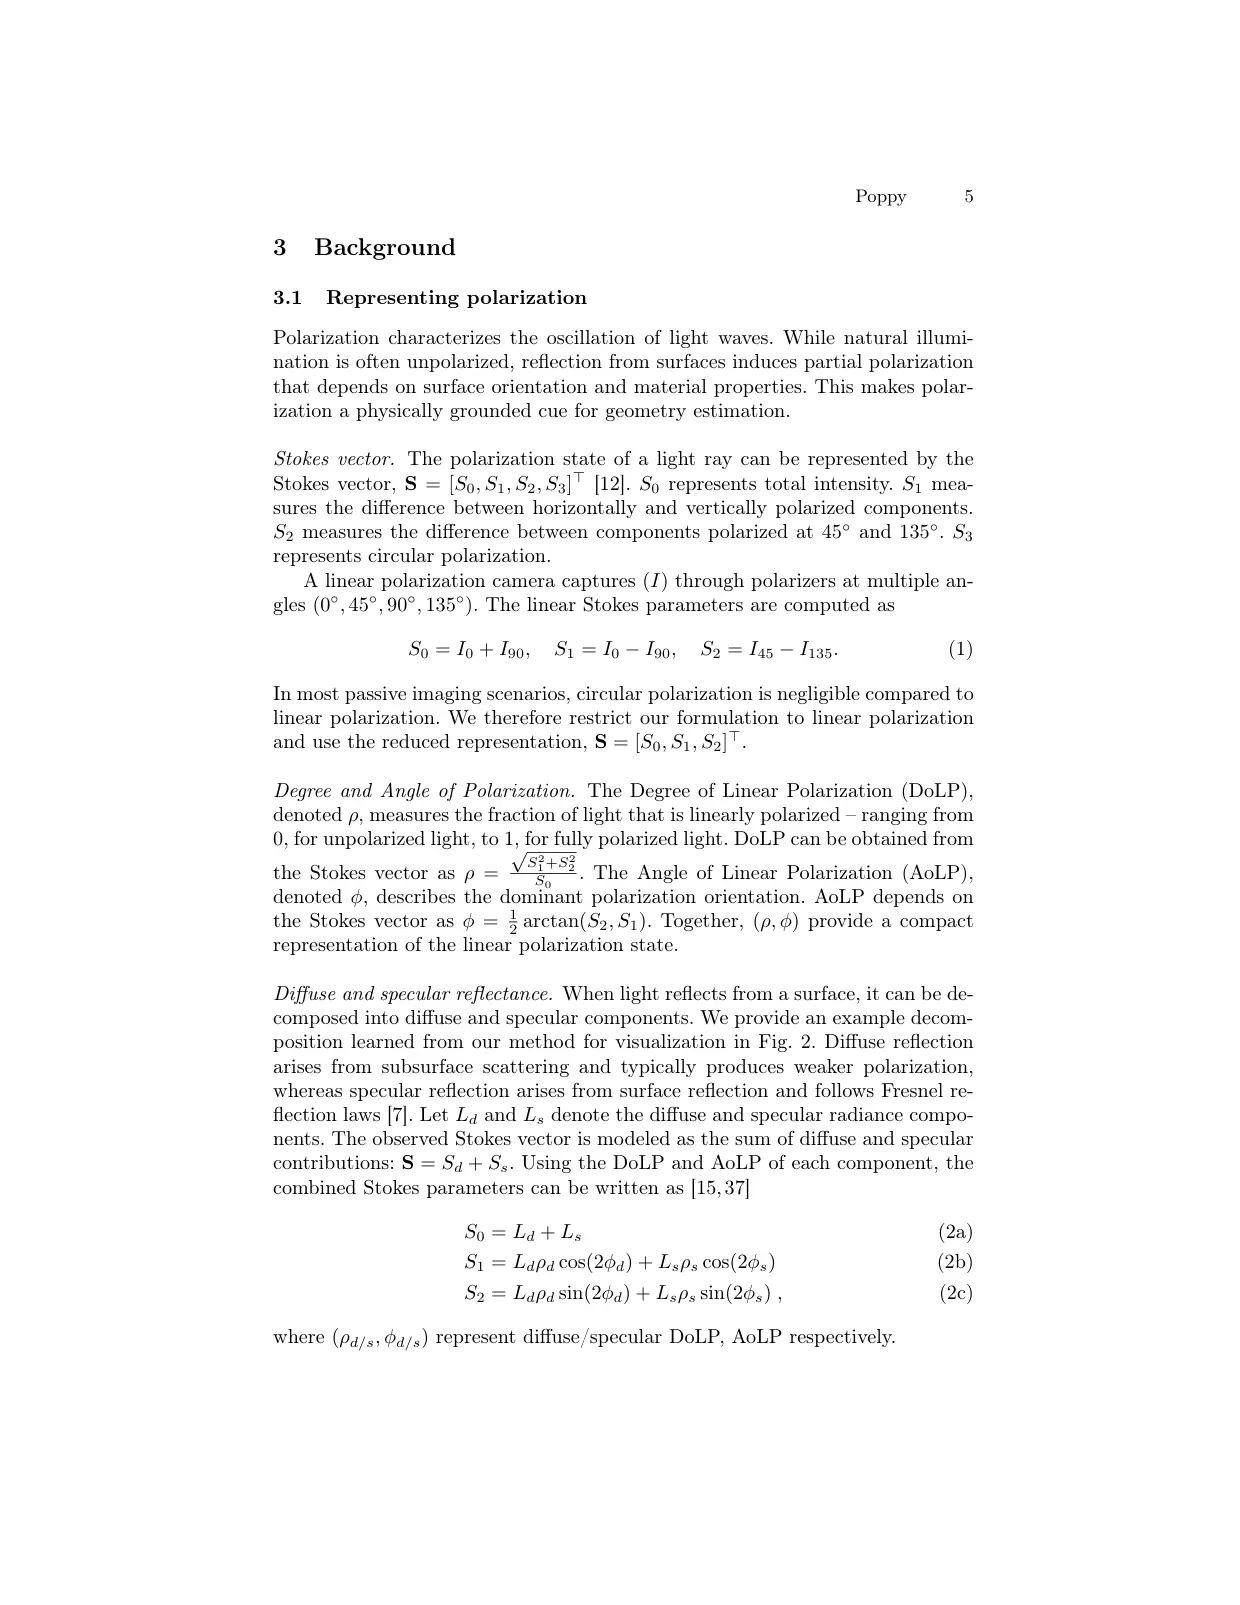 Poppy 5
3 Background
3.1 Representing polarization
Polarization characterizes the oscillation of light waves. While natural illumi-
nation is often unpolarized, reflection from surfaces induces partial polarization
that depends on surface orientation and material properties. This makes polar-
ization a physically grounded cue for geometry estimation.
Stokes vector. The polarization state of a light ray can be represented by the
Stokes vector, S = [S₀, S₁, S₂, S₃]⊤ [12]. S₀ represents total intensity. S₁ mea-
sures the difference between horizontally and vertically polarized components.
S₂ measures the difference between components polarized at 45° and 135°. S₃
represents circular polarization.
A linear polarization camera captures (I) through polarizers at multiple an-
gles (0°, 45°, 90°, 135°). The linear Stokes parameters are computed as
S₀ = I₀ + I₉₀, S₁ = I₀ − I₉₀, S₂ = I₄₅ − I₁₃₅. (1)
In most passive imaging scenarios, circular polarization is negligible compared to
linear polarization. We therefore restrict our formulation to linear polarization
and use the reduced representation, S = [S₀, S₁, S₂]⊤.
Degree and Angle of Polarization. The Degree of Linear Polarization (DoLP),
denoted ρ, measures the fraction of light that is linearly polarized – ranging from
0, for unpolarized light, to 1, for fully polarized light. DoLP can be obtained from
the Stokes vector as ρ = √(S₁²+S₂²)/S₀. The Angle of Linear Polarization (AoLP),
denoted ϕ, describes the dominant polarization orientation. AoLP depends on
the Stokes vector as ϕ = ½ arctan(S₂, S₁). Together, (ρ, ϕ) provide a compact
representation of the linear polarization state.
Diffuse and specular reflectance. When light reflects from a surface, it can be de-
composed into diffuse and specular components. We provide an example decom-
position learned from our method for visualization in Fig. 2. Diffuse reflection
arises from subsurface scattering and typically produces weaker polarization,
whereas specular reflection arises from surface reflection and follows Fresnel re-
flection laws [7]. Let L_d and L_s denote the diffuse and specular radiance compo-
nents. The observed Stokes vector is modeled as the sum of diffuse and specular
contributions: S = S_d + S_s. Using the DoLP and AoLP of each component, the
combined Stokes parameters can be written as [15, 37]
S₀ = L_d + L_s (2a)
S₁ = L_dρ_d cos(2ϕ_d) + L_sρ_s cos(2ϕ_s) (2b)
S₂ = L_dρ_d sin(2ϕ_d) + L_sρ_s sin(2ϕ_s) , (2c)
where (ρ_d/s, ϕ_d/s) represent diffuse/specular DoLP, AoLP respectively.